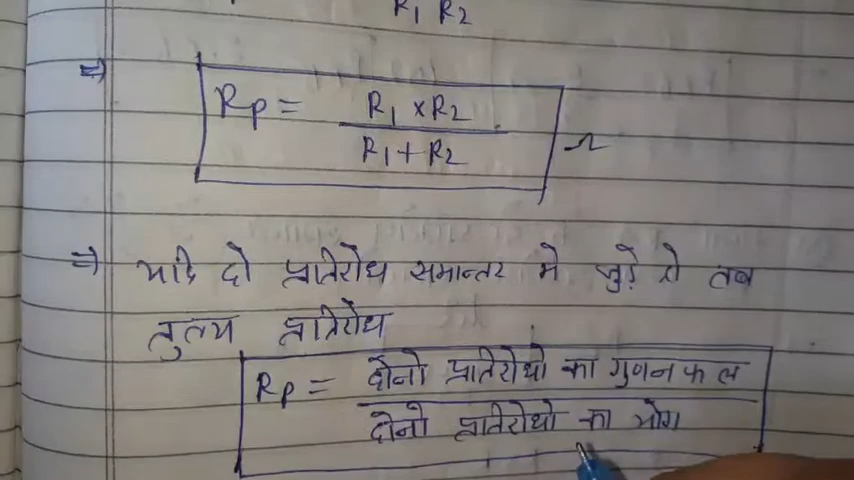 R₁ R₂
⇒ Rp = R₁ × R₂ / R₁ + R₂ Ω
⇒ यदि दो प्रतिरोध समान्तर मे जुड़े हो तब
तुल्य प्रतिरोध
Rp = दोनो प्रतिरोधो का गुणनफल
दोनो प्रतिरोधो का योग